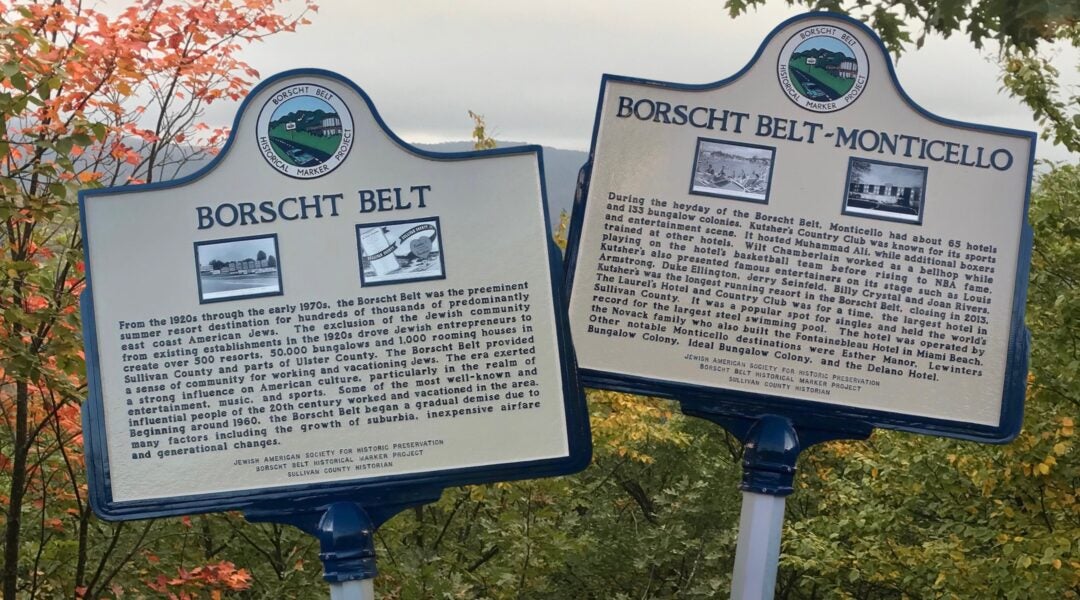 BORSCHT BELT
HISTORICAL MARKER PROJECT
BORSCHT BELT
From the 1920s through the early 1970s, the Borscht Belt was the preeminent
summer resort destination for hundreds of thousands of predominantly
east coast American Jews. The exclusion of the Jewish community
from existing establishments in the 1920s drove Jewish entrepreneurs to
create over 500 resorts, 50,000 bungalows and 1,000 rooming houses in
Sullivan County and parts of Ulster County. The Borscht Belt provided
a sense of community for working and vacationing Jews. The era exerted
a strong influence on American culture, particularly in the realm of
entertainment, music, and sports. Some of the most well-known and
influential people of the 20th century worked and vacationed in the area.
Beginning around 1960, the Borscht Belt began a gradual demise due to
many factors including the growth of suburbia, inexpensive airfare
and generational changes.
JEWISH AMERICAN SOCIETY FOR HISTORIC PRESERVATION
BORSCHT BELT HISTORICAL MARKER PROJECT
SULLIVAN COUNTY HISTORIAN
BORSCHT BELT
HISTORICAL MARKER PROJECT
BORSCHT BELT-MONTICELLO
During the heyday of the Borscht Belt, Monticello had about 65 hotels
and 133 bungalow colonies. Kutsher's Country Club was known for its sports
and entertainment scene. It hosted Muhammad Ali, while additional boxers
trained at other hotels. Wilt Chamberlain worked as a bellhop while
playing on the hotel's basketball team before rising to NBA fame.
Kutsher's also presented famous entertainers on its stage such as Louis
Armstrong, Duke Ellington, Jerry Seinfeld, Billy Crystal and Joan Rivers.
Kutsher's was the longest running resort in the Borscht Belt, closing in 2013.
The Laurel's Hotel and Country Club was for a time, the largest hotel in
Sullivan County. It was a popular spot for singles and held the world's
record for the largest steel swimming pool. The hotel was operated by
the Novack family who also built Fontainebleau Hotel in Miami Beach.
Other notable Monticello destinations were Esther Manor, Lewinters
Bungalow Colony, Ideal Bungalow Colony, and the Delano Hotel.
JEWISH AMERICAN SOCIETY FOR HISTORIC PRESERVATION
BORSCHT BELT HISTORICAL MARKER PROJECT
SULLIVAN COUNTY HISTORIAN